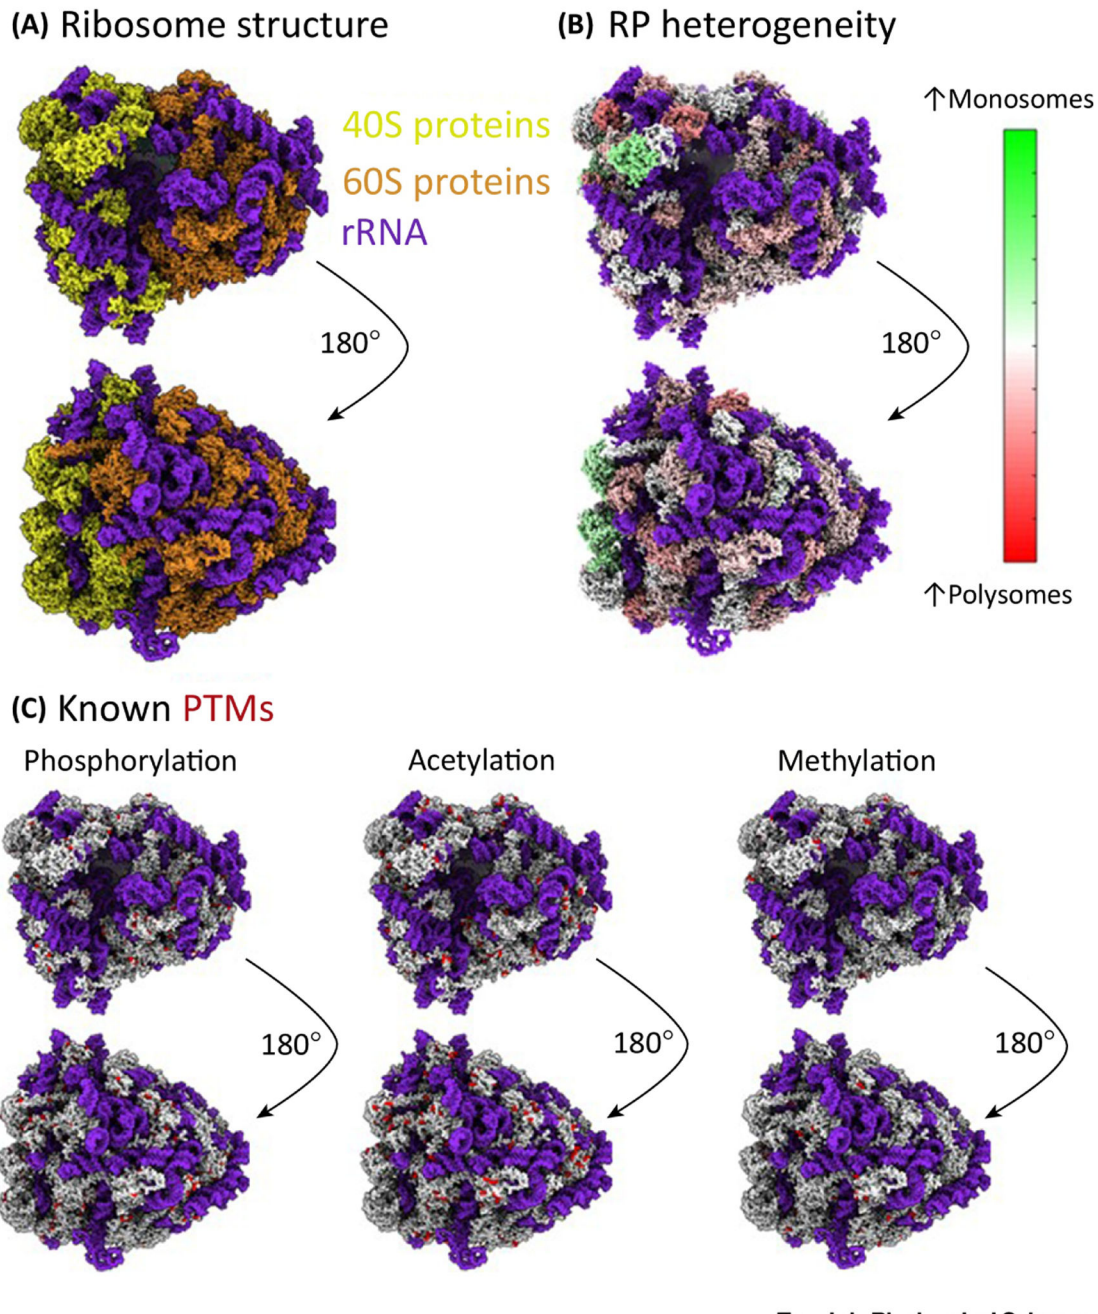 (A) Ribosome structure
(B) RP heterogeneity
40S proteins
60S proteins
rRNA
180°
↑Monosomes
180°
↑Polysomes
(C) Known PTMs
Phosphorylation
Acetylation
Methylation
180°
180°
180°